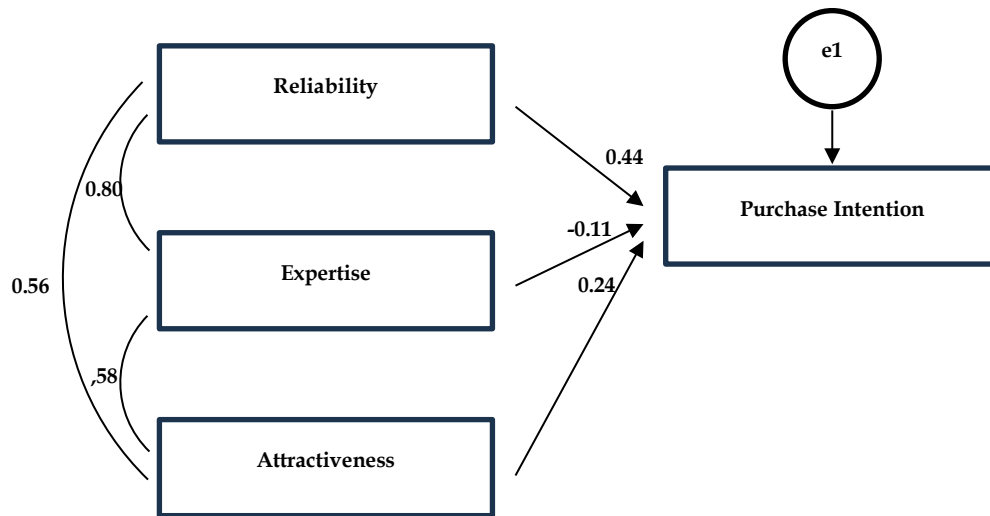 e1
Reliability
0.44
0.80
Purchase Intention
-0.11
Expertise
0.24
0.56
,58
Attractiveness